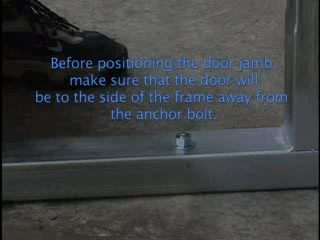 Before positioning the door jamb,
make sure that the door will
be to the side of the frame away from
the anchor bolt.